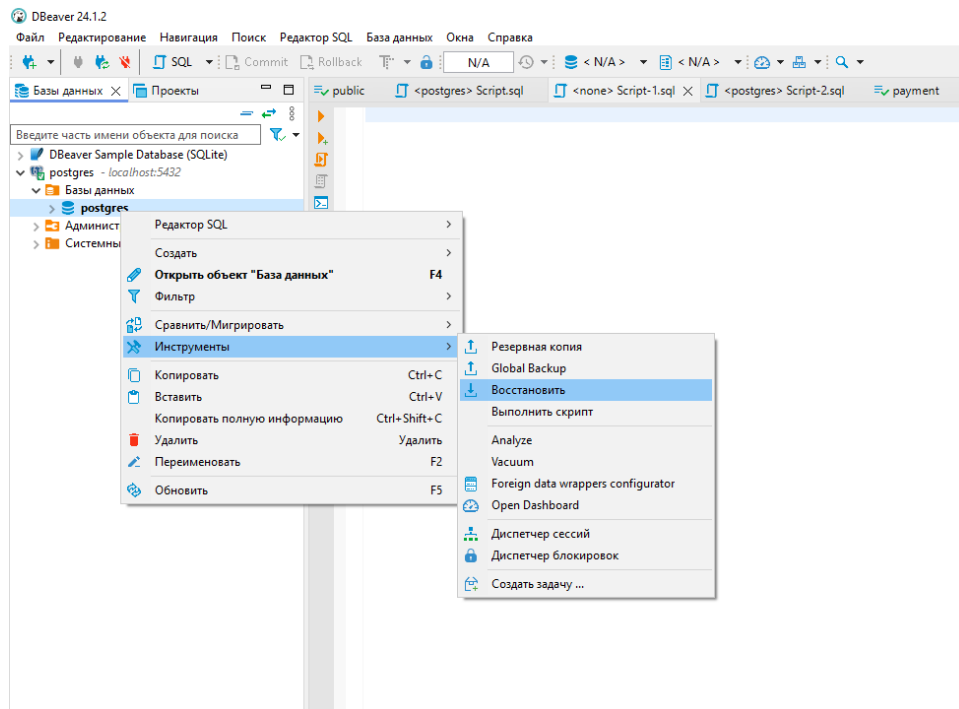 DBeaver 24.1.2
Файл Редактирование Навигация Поиск Редактор SQL База данных Окна Справка
SQL Commit Rollback N/A < N/A > < N/A >
Базы данных Проекты
public <postgres> Script.sql <none> Script-1.sql <postgres> Script-2.sql payment
Введите часть имени объекта для поиска
DBeaver Sample Database (SQLite)
postgres - localhost:5432
Базы данных
postgres
Админист
Системны
Редактор SQL
Создать
Открыть объект "База данных" F4
Фильтр
Сравнить/Мигрировать
Инструменты
Копировать Ctrl+C
Вставить Ctrl+V
Копировать полную информацию Ctrl+Shift+C
Удалить Удалить
Переименовать F2
Обновить F5
Резервная копия
Global Backup
Восстановить
Выполнить скрипт
Analyze
Vacuum
Foreign data wrappers configurator
Open Dashboard
Диспетчер сессий
Диспетчер блокировок
Создать задачу ...